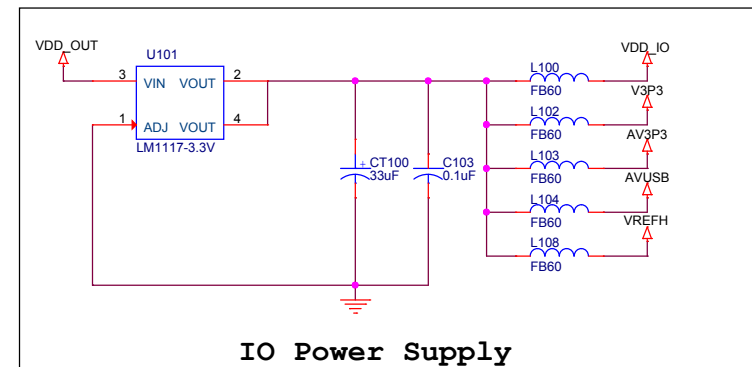 VDD_OUT
U101
3 VIN VOUT 2
1 ADJ VOUT 4
LM1117-3.3V
+ CT100
33uF
C103
0.1uF
L100
FB60
VDD_IO
L102
FB60
V3P3
L103
FB60
AV3P3
L104
FB60
AVUSB
L108
FB60
VREFH
IO Power Supply